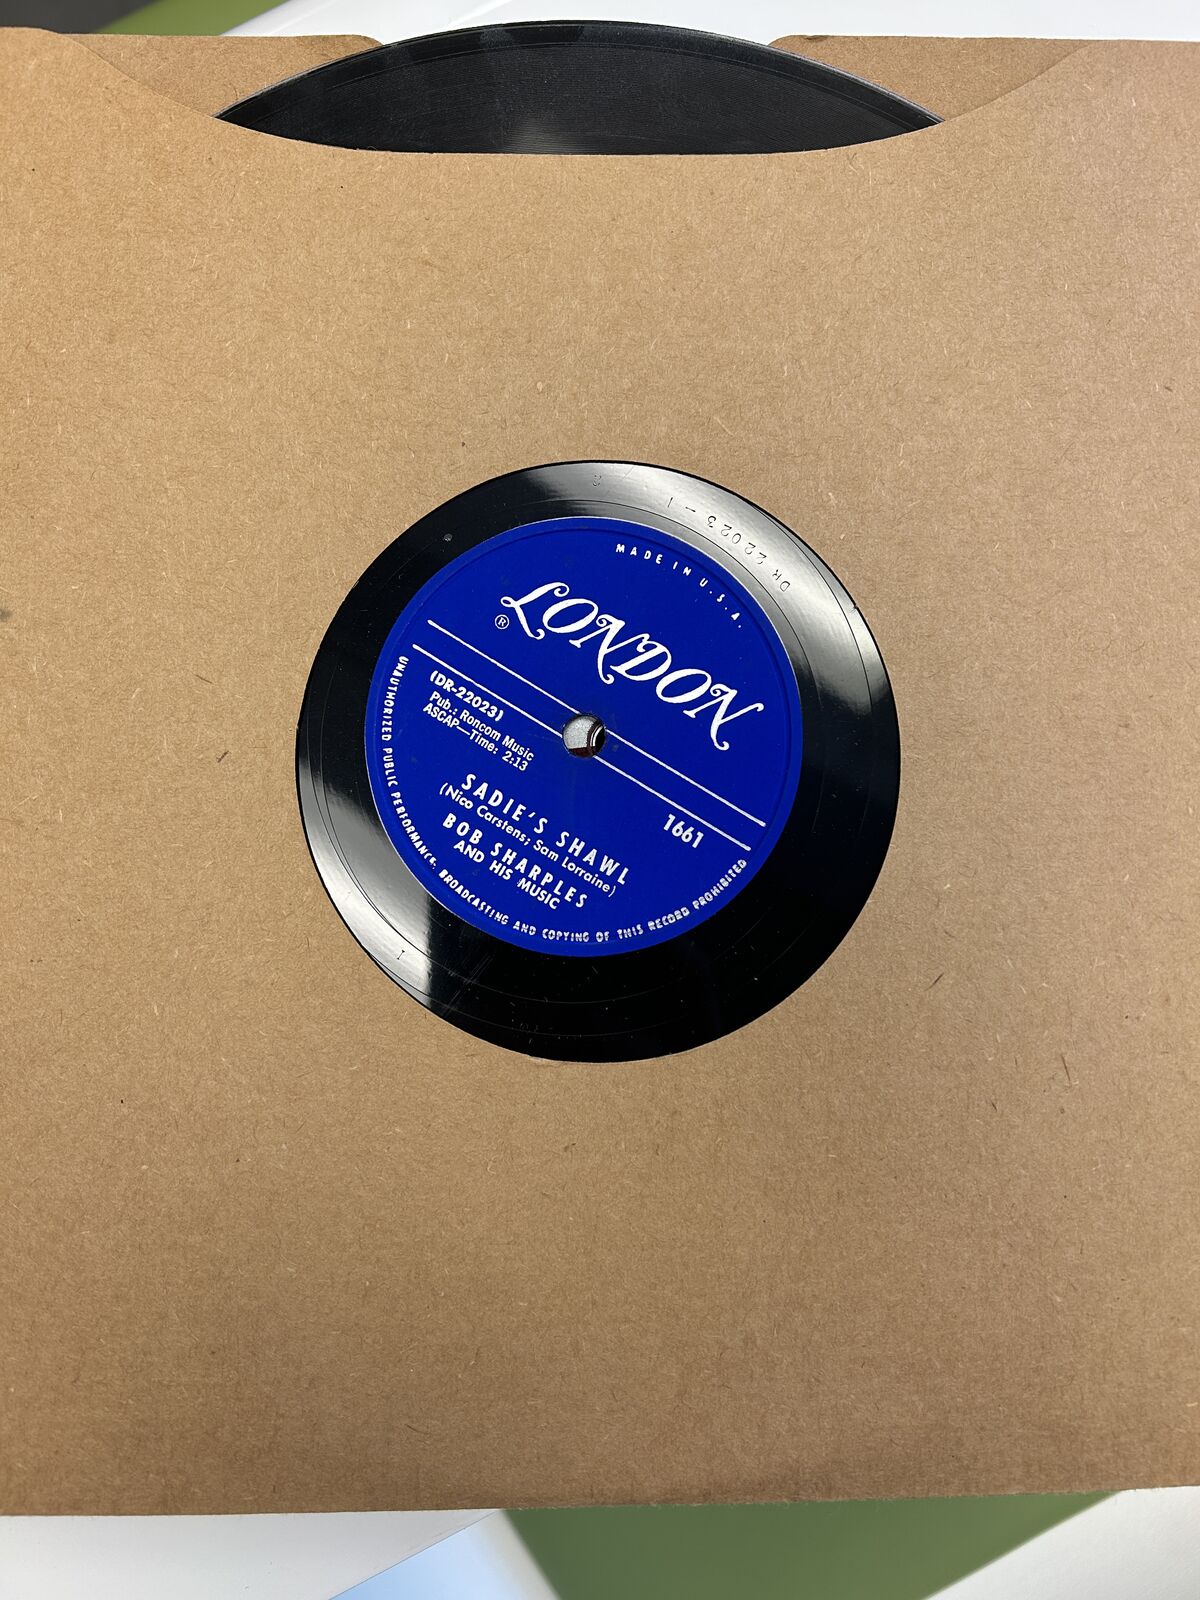 DR 22023 - 1
2
MADE IN U.S.A.
LONDON
®
(DR-22023)
Pub.: Roncom Music
ASCAP—Time: 2:13
1661
SADIE'S SHAWL
(Nico Carstens; Sam Lorraine)
BOB SHARPLES
AND HIS MUSIC
UNAUTHORIZED PUBLIC PERFORMANCE, BROADCASTING AND COPYING OF THIS RECORD PROHIBITED
I